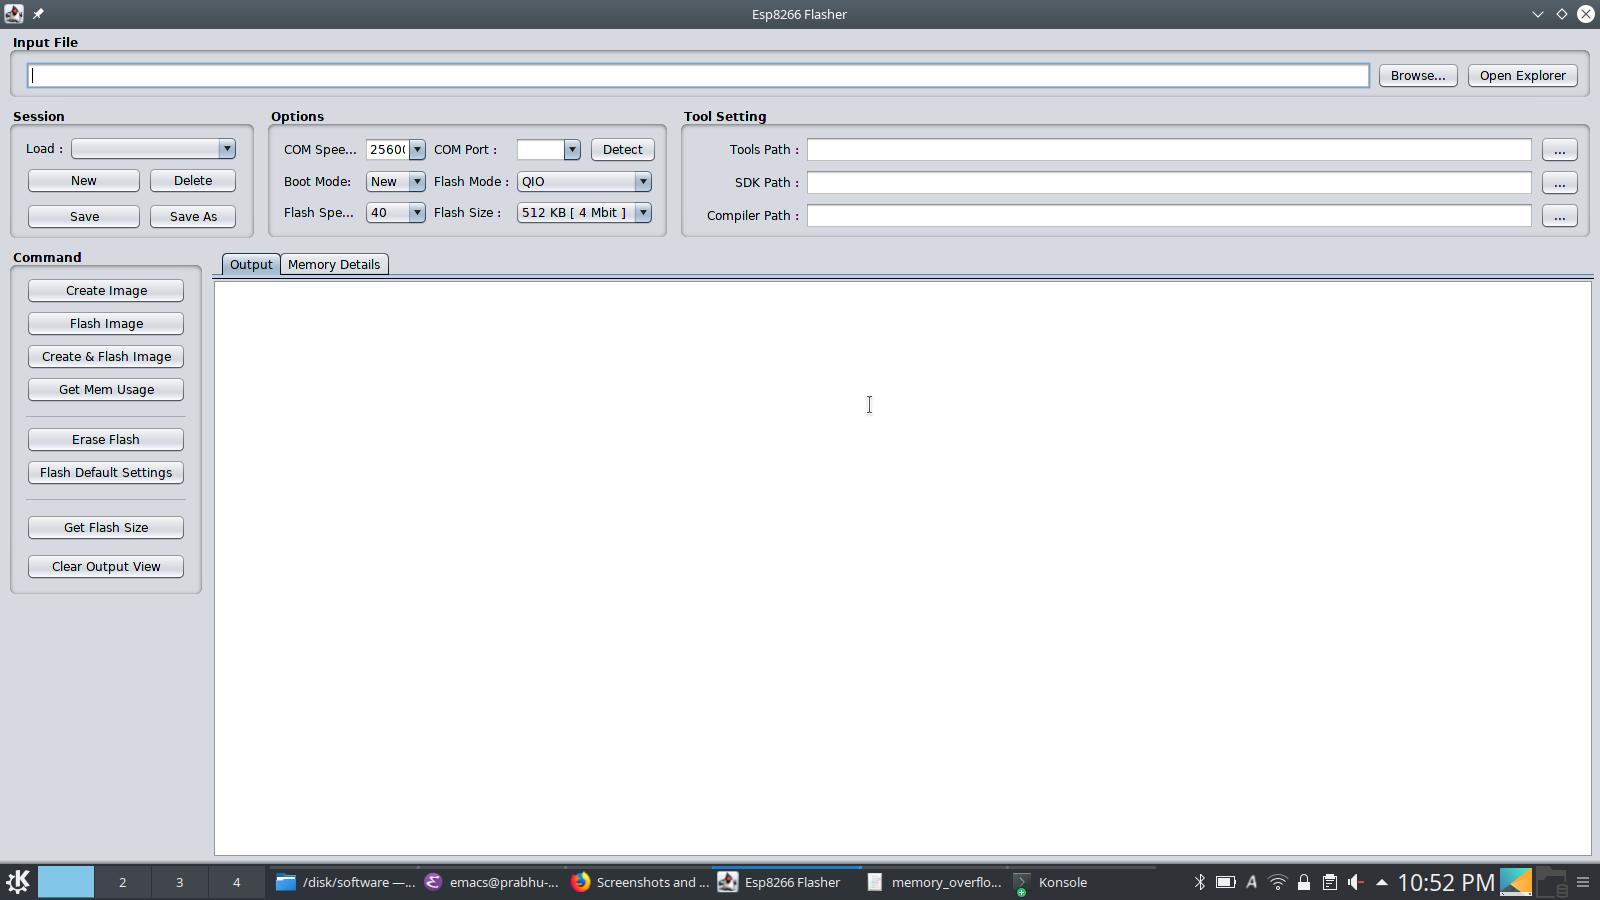 Esp8266 Flasher
Input File
Browse... Open Explorer
Session Options Tool Setting
Load : COM Spee... COM Port : Detect Tools Path : ...
New Delete Boot Mode: New Flash Mode : QIO SDK Path : ...
Save Save As Flash Spe... 40 Flash Size : 512 KB [ 4 Mbit ] Compiler Path : ...
Command Output Memory Details
Create Image
Flash Image
Create & Flash Image
Get Mem Usage
Erase Flash
Flash Default Settings
Get Flash Size
Clear Output View
2 3 4 /disk/software —... emacs@prabhu-... Screenshots and ... Esp8266 Flasher memory_overflo... Konsole A 10:52 PM